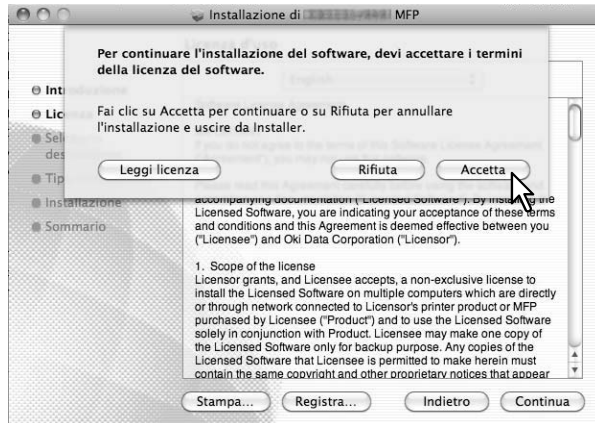 Installazione di MFP
Per continuare l'installazione del software, devi accettare i termini
della licenza del software.
Fai clic su Accetta per continuare o su Rifiuta per annullare
l'installazione e uscire da Installer.
Leggi licenza
Rifiuta
Accetta
English
Tip
Installazione
Sommario
accompanying documentation ("Licensed Software"). By installing the
Licensed Software, you are indicating your acceptance of these terms
and conditions and this Agreement is deemed effective between you
("Licensee") and Oki Data Corporation ("Licensor").
1. Scope of the license
Licensor grants, and Licensee accepts, a non-exclusive license to
install the Licensed Software on multiple computers which are directly
or through network connected to Licensor's printer product or MFP
purchased by Licensee ("Product") and to use the Licensed Software
solely in conjunction with Product. Licensee may make one copy of
the Licensed Software only for backup purpose. Any copies of the
Licensed Software that Licensee is permitted to make herein must
contain the same copyright and other proprietary notices that appear
Stampa...
Registra...
Indietro
Continua